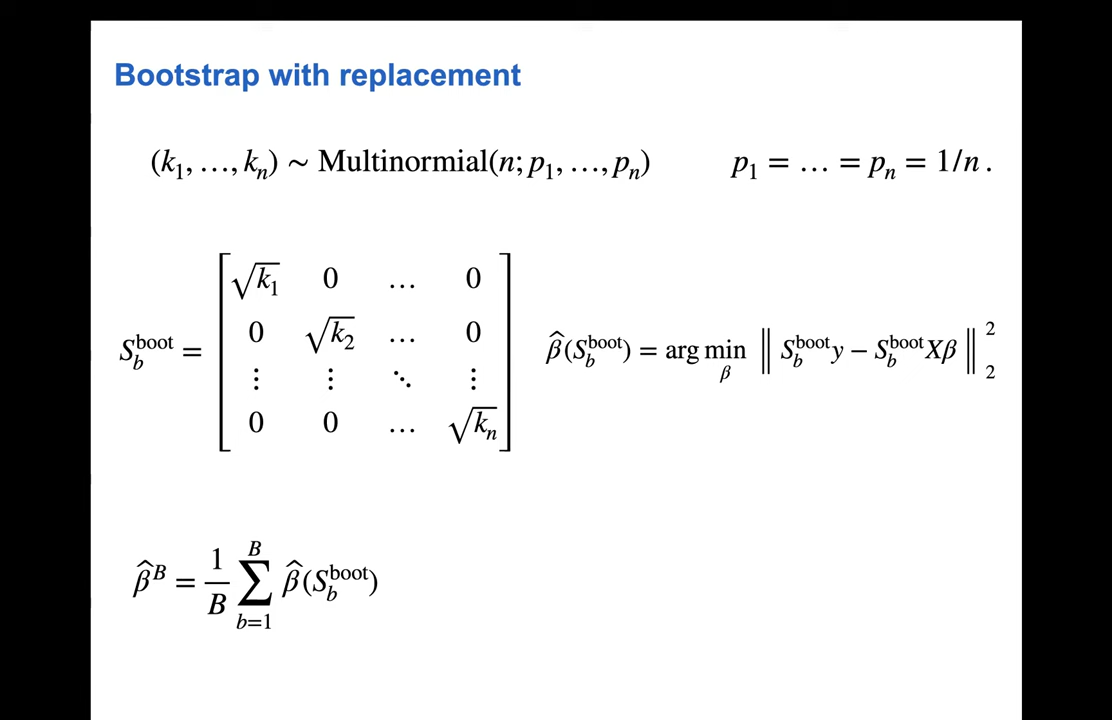 Bootstrap with replacement
(k₁, …, kₙ) ∼ Multinormial(n; p₁, …, pₙ) p₁ = … = pₙ = 1/n .
S_b^boot = [ √k₁ 0 … 0
0 √k₂ … 0
⋮ ⋮ ⋱ ⋮
0 0 … √kₙ ]
β̂(S_b^boot) = arg min_β ‖ S_b^boot y − S_b^boot Xβ ‖₂²
β̂^B = 1/B ∑_{b=1}^B β̂(S_b^boot)